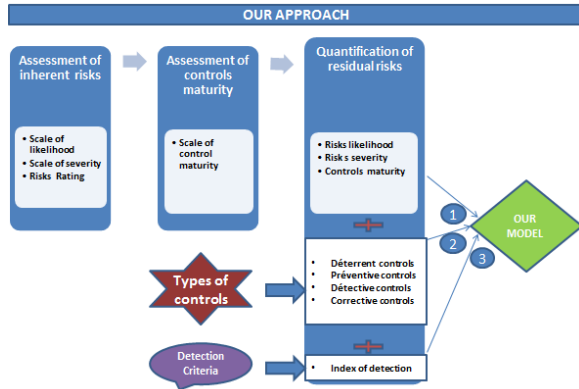 OUR APPROACH
Assessment of
inherent risks
• Scale of
likelihood
• Scale of severity
• Risks Rating
Assessment of
controls
maturity
• Scale of
control
maturity
Quantification of
residual risks
• Risks likelihood
• Risks severity
• Controls maturity
1
2
3
OUR
MODEL
Types of
controls
• Déterrent controls
• Préventive controls
• Détective controls
• Corrective controls
Detection
Criteria
• Index of detection